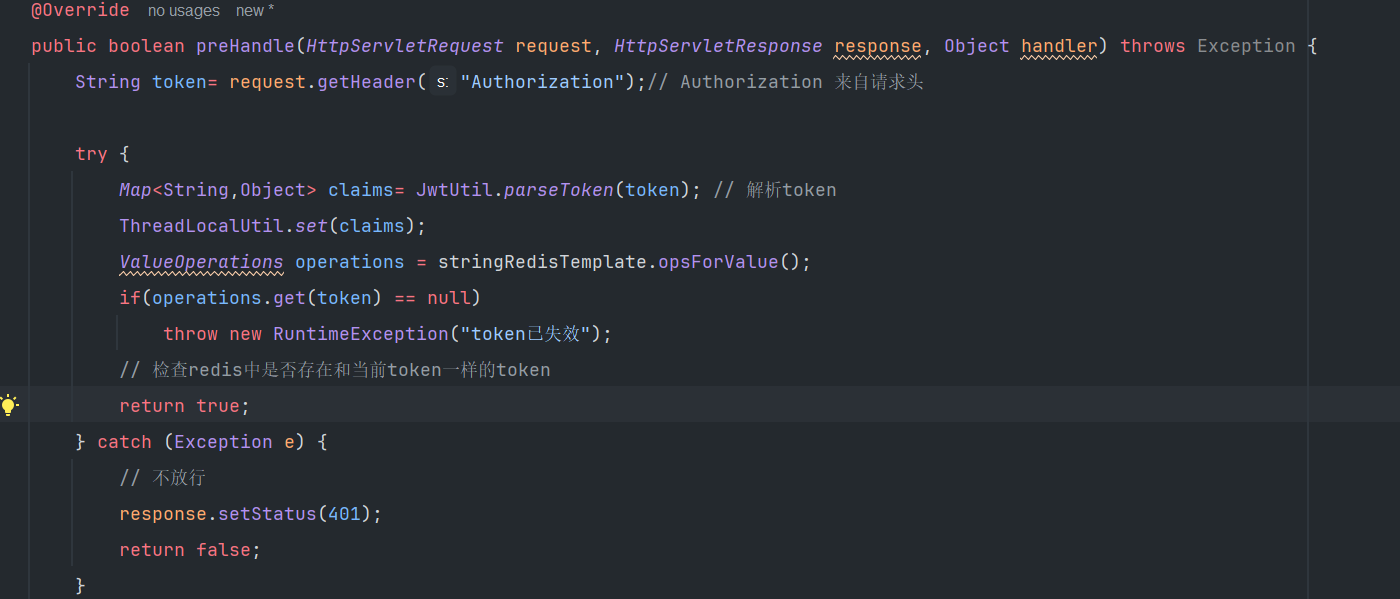 @Override no usages new *
public boolean preHandle(HttpServletRequest request, HttpServletResponse response, Object handler) throws Exception {
String token= request.getHeader( s: "Authorization");// Authorization 来自请求头
try {
Map<String,Object> claims= JwtUtil.parseToken(token); // 解析token
ThreadLocalUtil.set(claims);
ValueOperations operations = stringRedisTemplate.opsForValue();
if(operations.get(token) == null)
throw new RuntimeException("token已失效");
// 检查redis中是否存在和当前token一样的token
return true;
} catch (Exception e) {
// 不放行
response.setStatus(401);
return false;
}